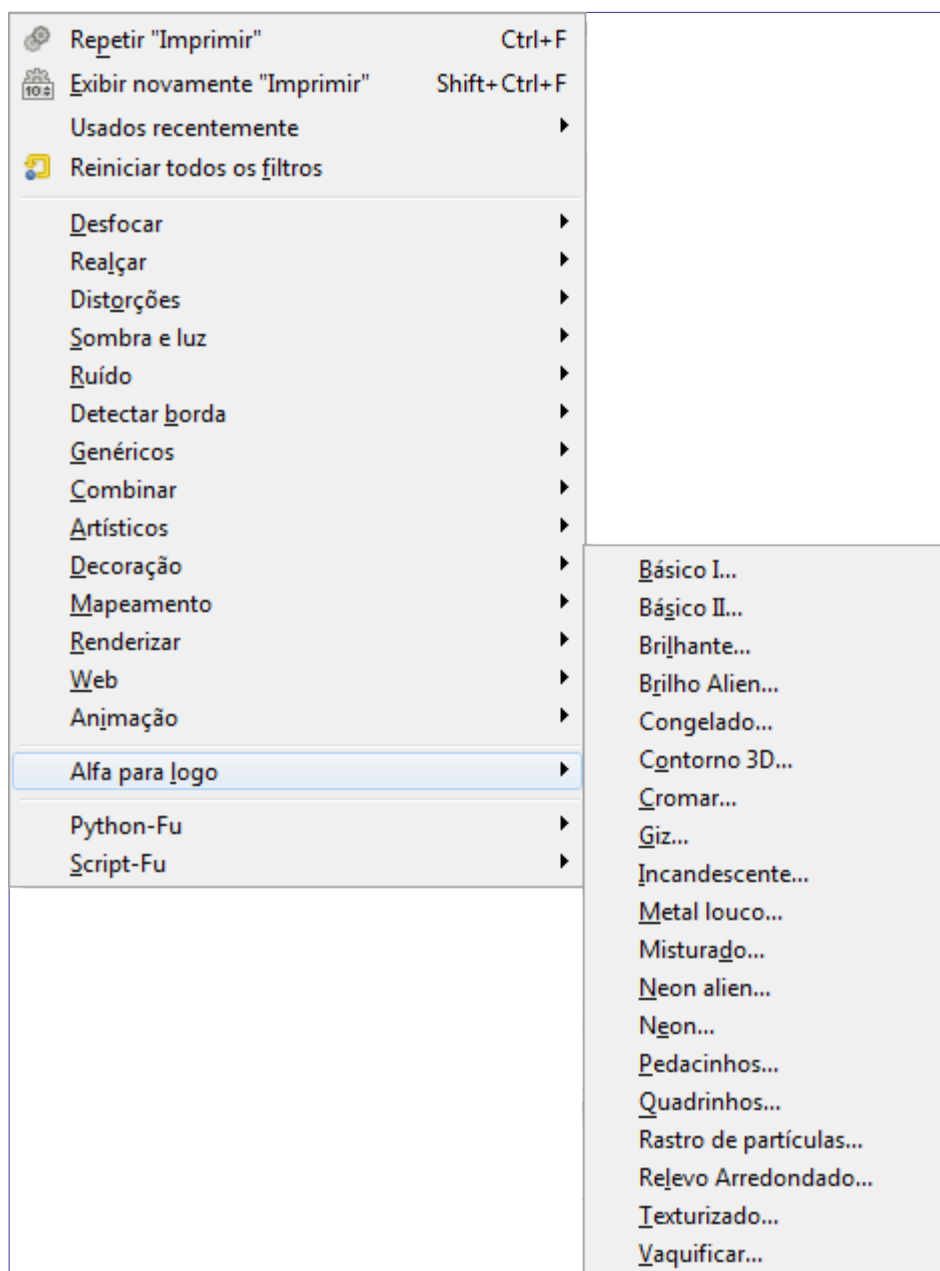 Repetir "Imprimir" Ctrl+F
Exibir novamente "Imprimir" Shift+Ctrl+F
Usados recentemente
Reiniciar todos os filtros
Desfocar
Realçar
Distorções
Sombra e luz
Ruído
Detectar borda
Genéricos
Combinar
Artísticos
Decoração
Mapeamento
Renderizar
Web
Animação
Alfa para logo
Python-Fu
Script-Fu
Básico I...
Básico II...
Brilhante...
Brilho Alien...
Congelado...
Contorno 3D...
Cromar...
Giz...
Incandescente...
Metal louco...
Misturado...
Neon alien...
Neon...
Pedacinhos...
Quadrinhos...
Rastro de partículas...
Relevo Arredondado...
Texturizado...
Vaquificar...